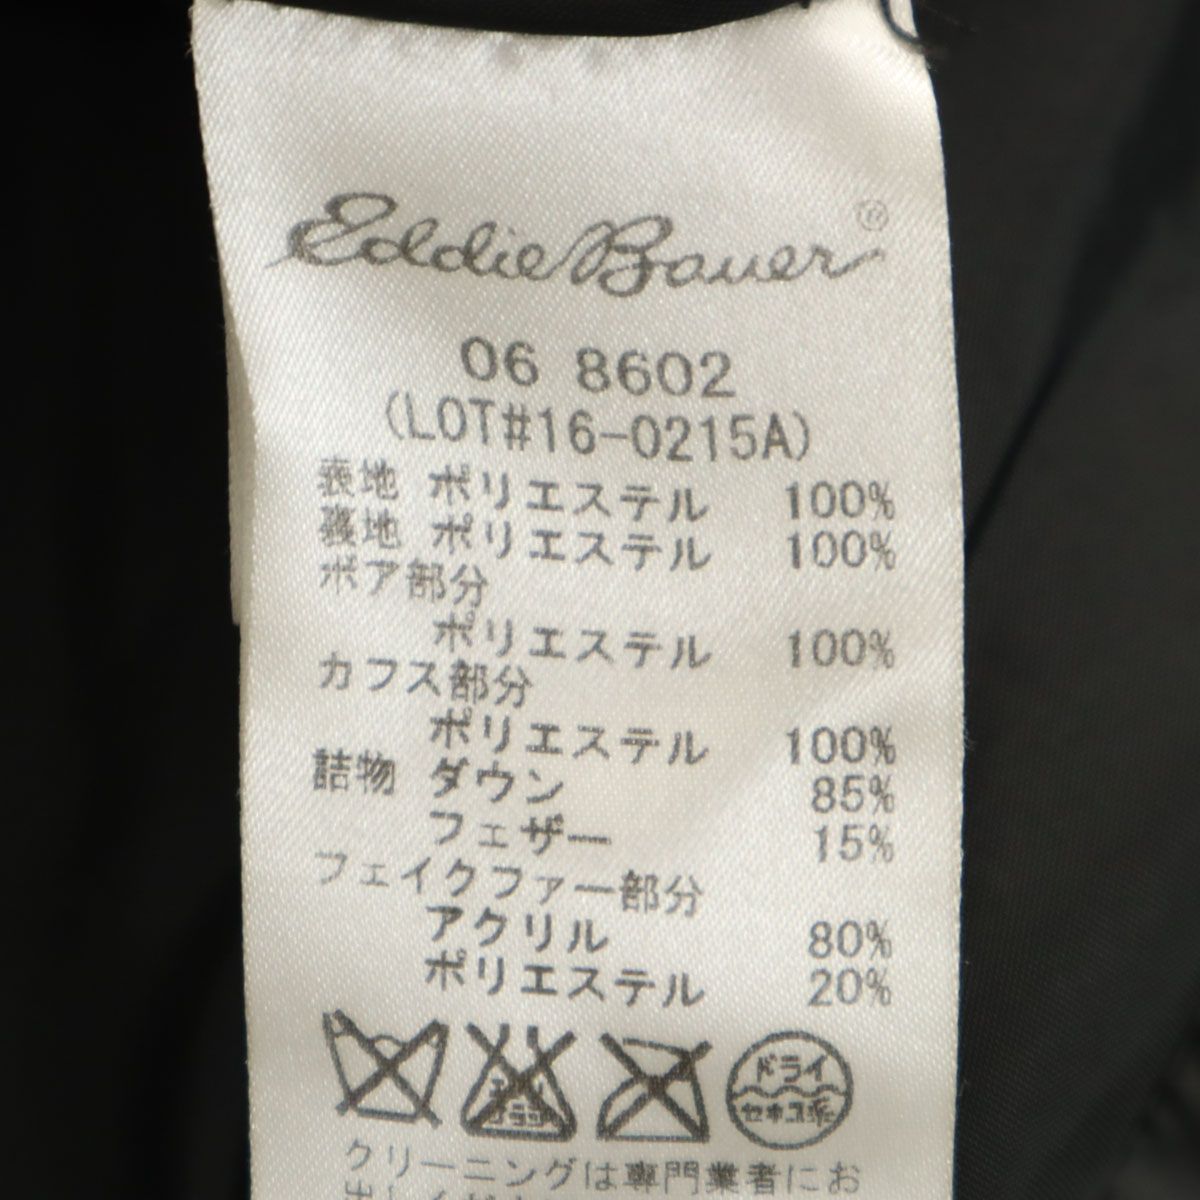 Eddie Bauer®
06 8602
(LOT#16-0215A)
表地 ポリエステル 100%
裏地 ポリエステル 100%
ボア部分
ポリエステル 100%
カフス部分
ポリエステル 100%
詰物 ダウン 85%
フェザー 15%
フェイクファー部分
アクリル 80%
ポリエステル 20%
ドライ
セキユ系
クリーニングは専門業者にお